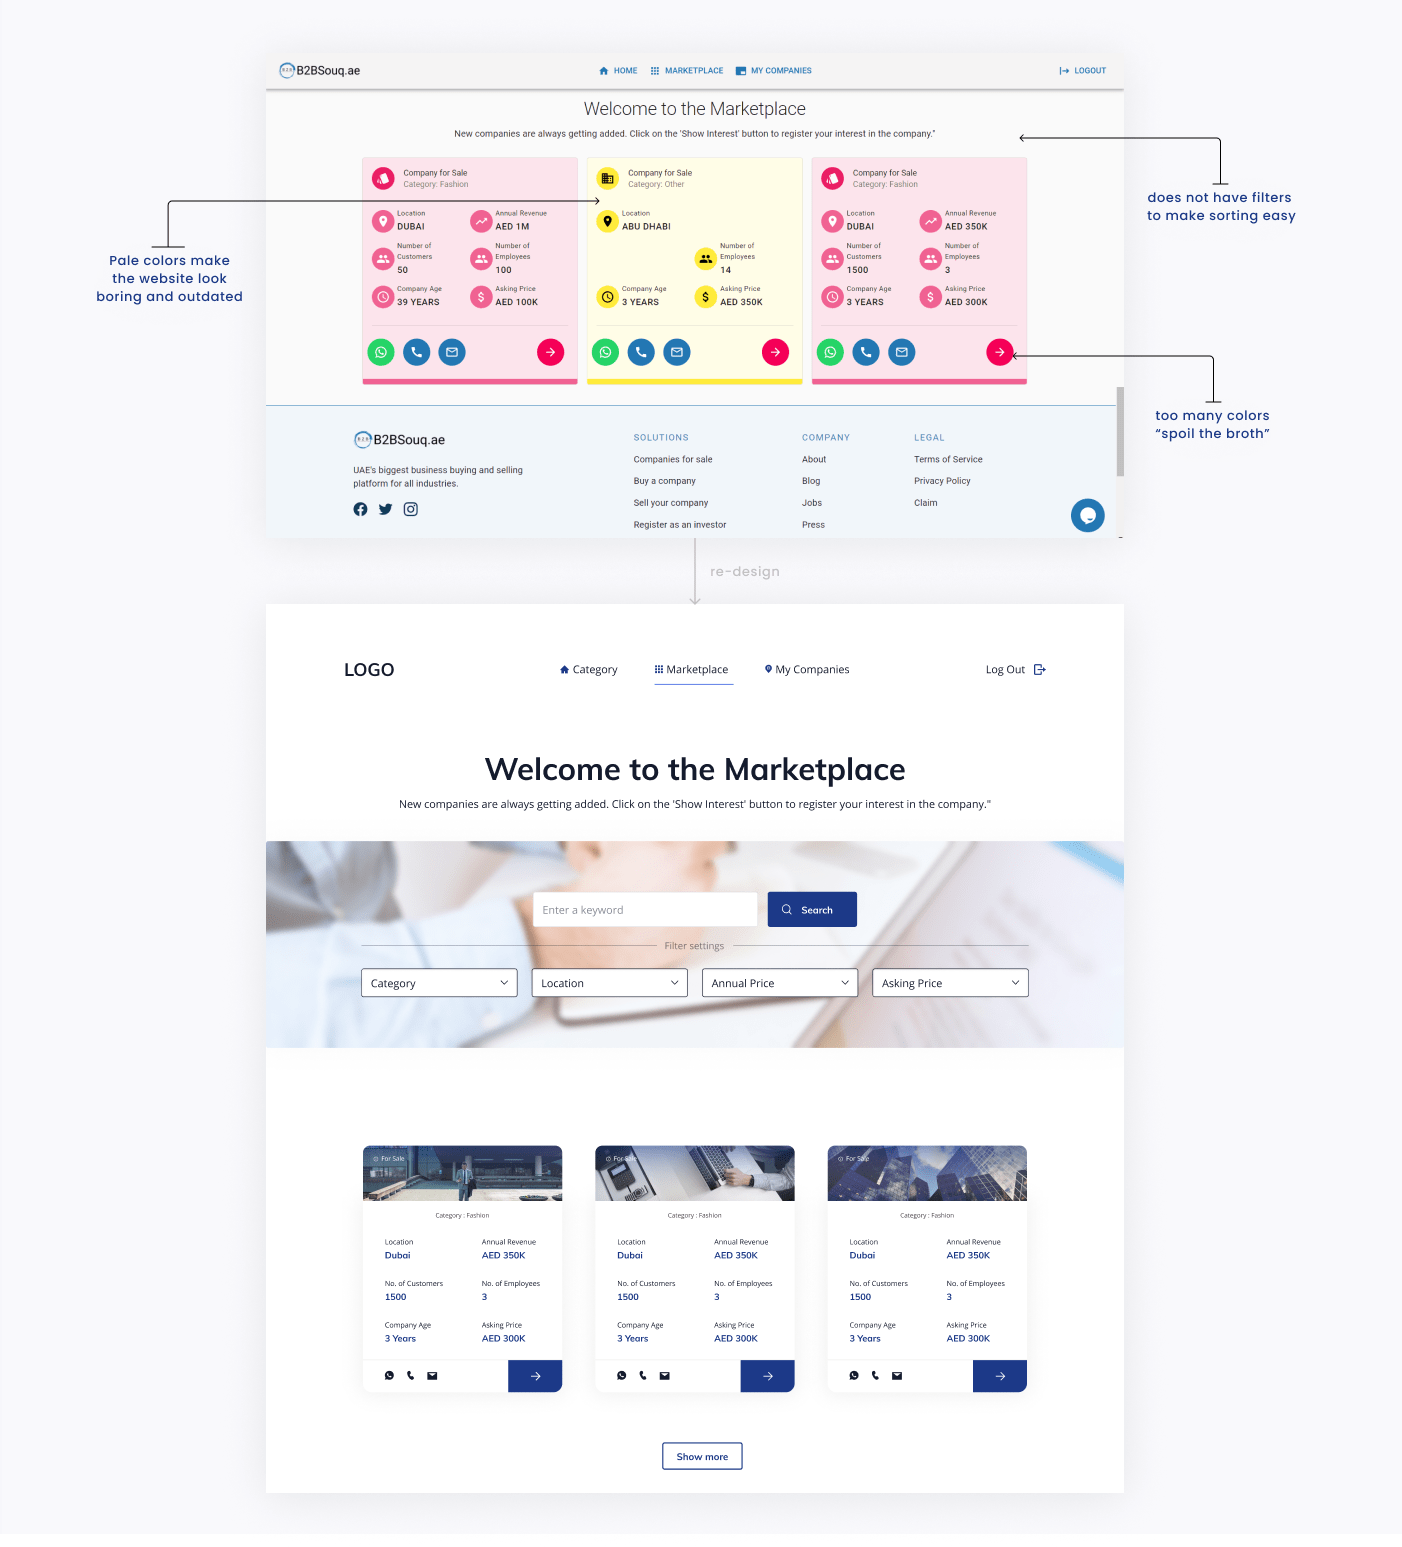 B2B B2BSouq.ae
HOME MARKETPLACE MY COMPANIES LOGOUT
Welcome to the Marketplace
New companies are always getting added. Click on the 'Show Interest' button to register your interest in the company."
does not have filters
to make sorting easy
Pale colors make
the website look
boring and outdated
Company for Sale
Category: Fashion
Location
DUBAI
Annual Revenue
AED 1M
Number of
Customers
50
Number of
Employees
100
Company Age
39 YEARS
Asking Price
AED 100K
Company for Sale
Category: Other
Location
ABU DHABI
Number of
Employees
14
Company Age
3 YEARS
Asking Price
AED 350K
Company for Sale
Category: Fashion
Location
DUBAI
Annual Revenue
AED 350K
Number of
Customers
1500
Number of
Employees
3
Company Age
3 YEARS
Asking Price
AED 300K
too many colors
“spoil the broth”
B2B B2BSouq.ae
UAE's biggest business buying and selling
platform for all industries.
SOLUTIONS
Companies for sale
Buy a company
Sell your company
Register as an investor
COMPANY
About
Blog
Jobs
Press
LEGAL
Terms of Service
Privacy Policy
Claim
re-design
LOGO
Category Marketplace My Companies Log Out
Welcome to the Marketplace
New companies are always getting added. Click on the 'Show Interest' button to register your interest in the company."
Enter a keyword Search
Filter settings
Category Location Annual Price Asking Price
For Sale
Category : Fashion
Location
Dubai
Annual Revenue
AED 350K
No. of Customers
1500
No. of Employees
3
Company Age
3 Years
Asking Price
AED 300K
For Sale
Category : Fashion
Location
Dubai
Annual Revenue
AED 350K
No. of Customers
1500
No. of Employees
3
Company Age
3 Years
Asking Price
AED 300K
For Sale
Category : Fashion
Location
Dubai
Annual Revenue
AED 350K
No. of Customers
1500
No. of Employees
3
Company Age
3 Years
Asking Price
AED 300K
Show more